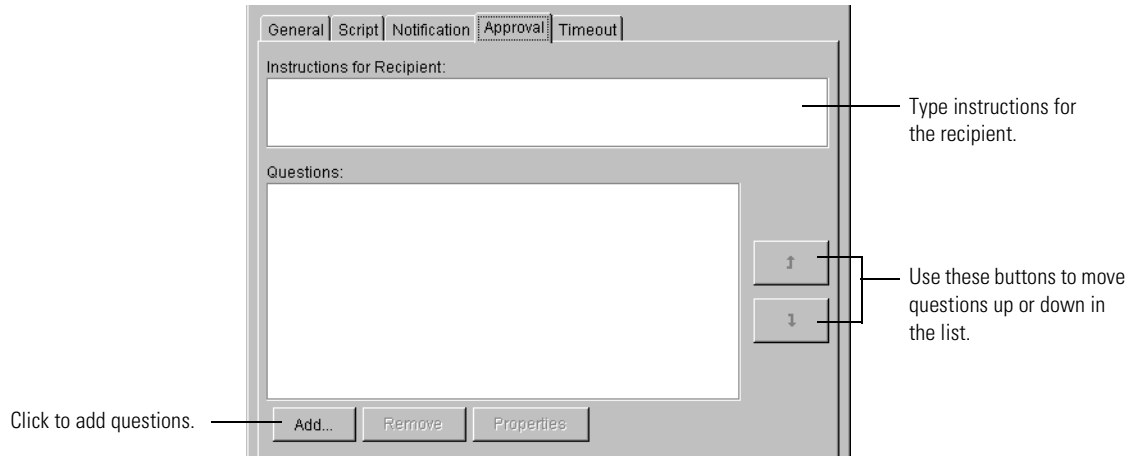 General Script Notification Approval Timeout
Instructions for Recipient:
Type instructions for
the recipient.
Questions:
Use these buttons to move
questions up or down in
the list.
Click to add questions.
Add... Remove Properties